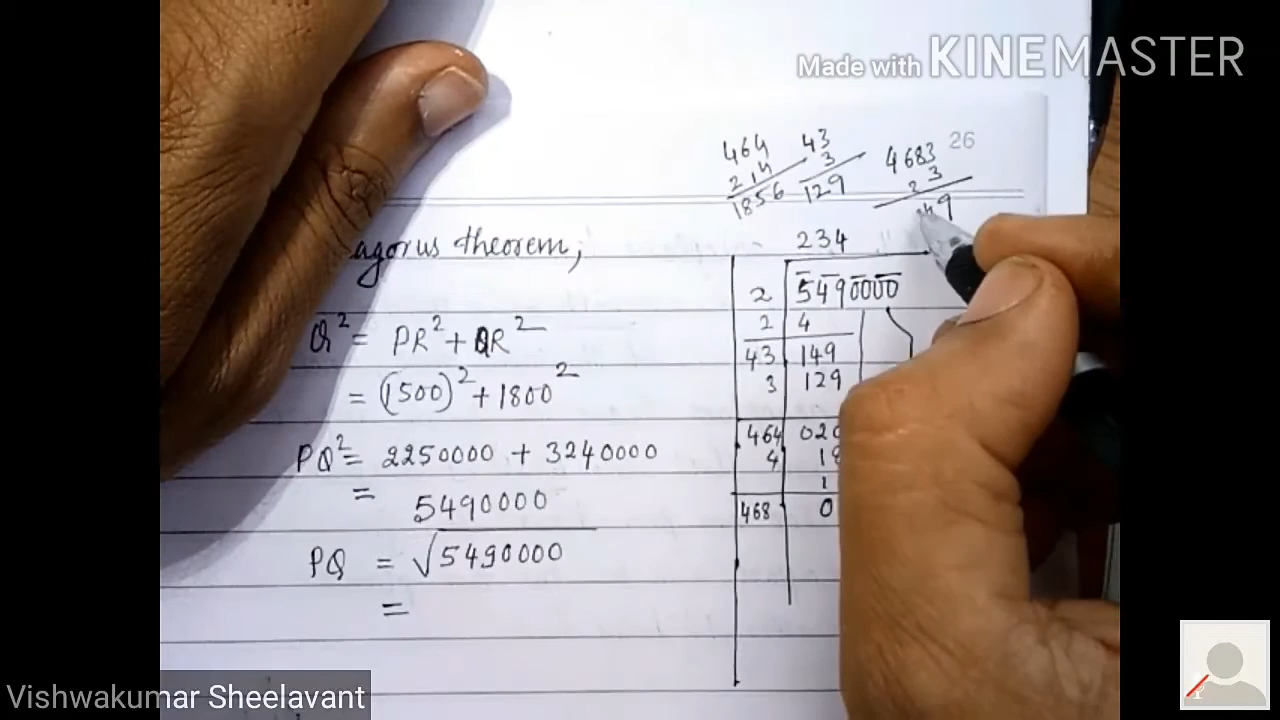 Made with KINEMASTER
26
464 43 4683
214 3 23
1856 129 49
agorus theorem;
234
2 5490000
2 4
43 149
3 129
464 020
4 18
1
468 0
Q² = PR² + QR²
= (1500)² + 1800²
PQ² = 2250000 + 3240000
= 5490000
PQ = √5490000
=
Vishwakumar Sheelavant